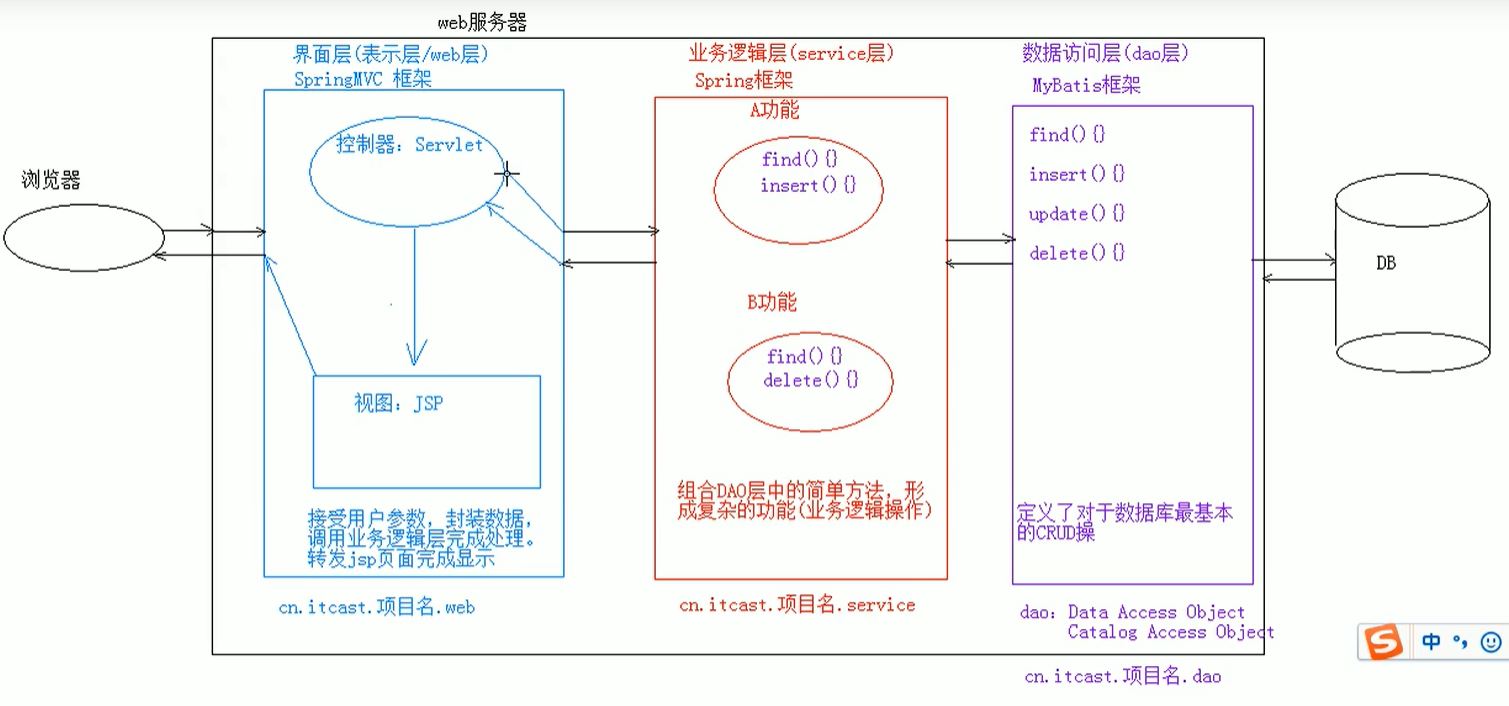 web服务器
浏览器
界面层(表示层/web层)
SpringMVC 框架
控制器: Servlet
视图: JSP
接受用户参数, 封装数据,
调用业务逻辑层完成处理。
转发jsp页面完成显示
cn.itcast.项目名.web
业务逻辑层(service层)
Spring框架
A功能
find(){}
insert(){}
B功能
find(){}
delete(){}
组合DAO层中的简单方法, 形
成复杂的功能(业务逻辑操作)
cn.itcast.项目名.service
数据访问层(dao层)
MyBatis框架
find(){}
insert(){}
update(){}
delete(){}
定义了对于数据库最基本
的CRUD操
dao: Data Access Object
Catalog Access Object
cn.itcast.项目名.dao
DB
S 中 °,